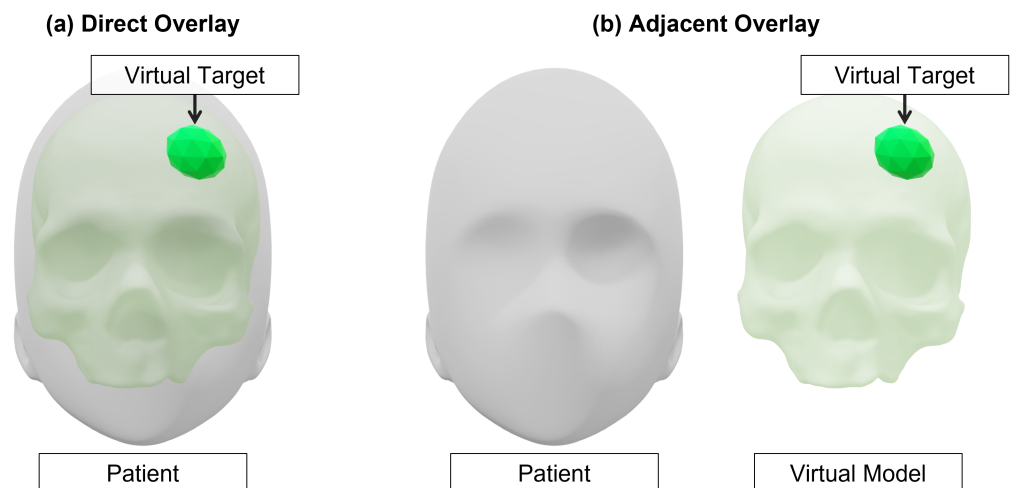 (a) Direct Overlay
(b) Adjacent Overlay
Virtual Target
Virtual Target
Patient
Patient
Virtual Model